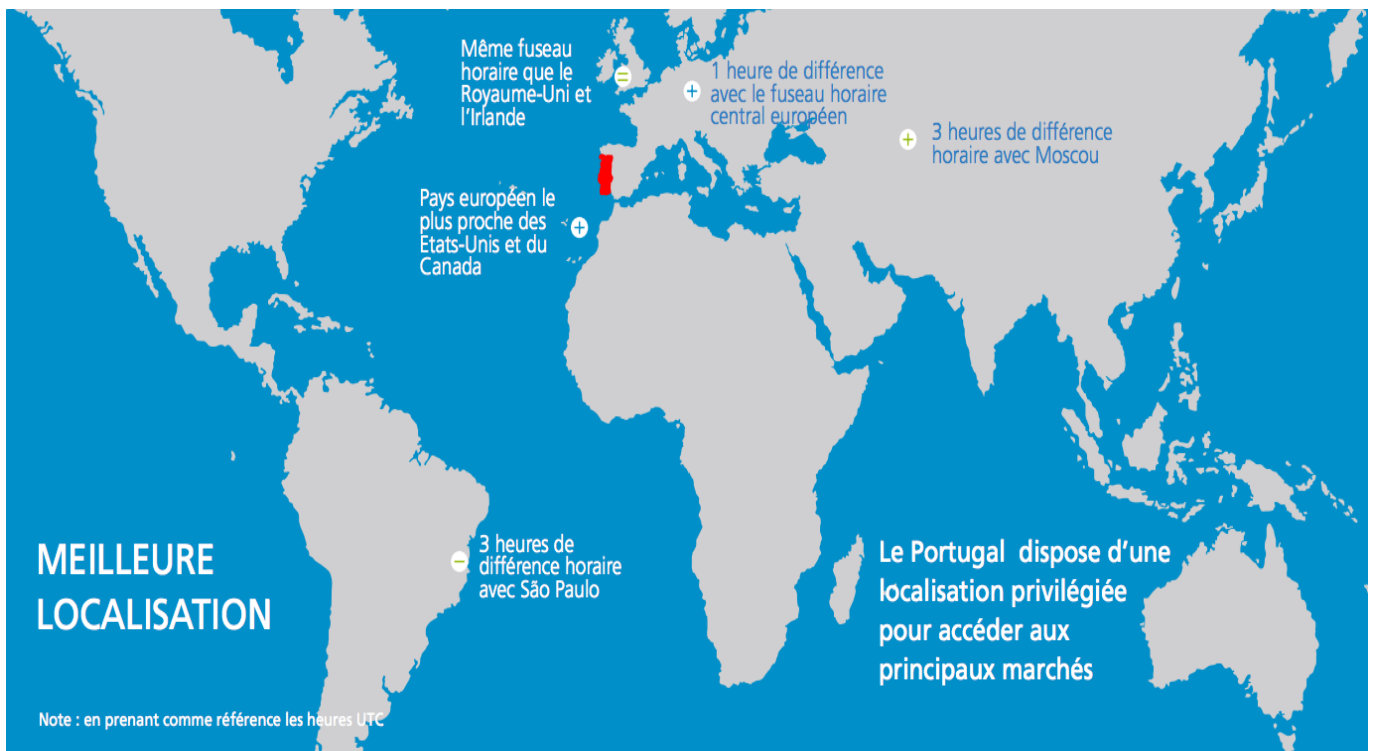 Même fuseau
horaire que le
Royaume-Uni et
l'Irlande
1 heure de différence
avec le fuseau horaire
central européen
3 heures de différence
horaire avec Moscou
Pays européen le
plus proche des
Etats-Unis et du
Canada
3 heures de
différence horaire
avec São Paulo
MEILLEURE
LOCALISATION
Le Portugal dispose d'une
localisation privilégiée
pour accéder aux
principaux marchés
Note : en prenant comme référence les heures UTC